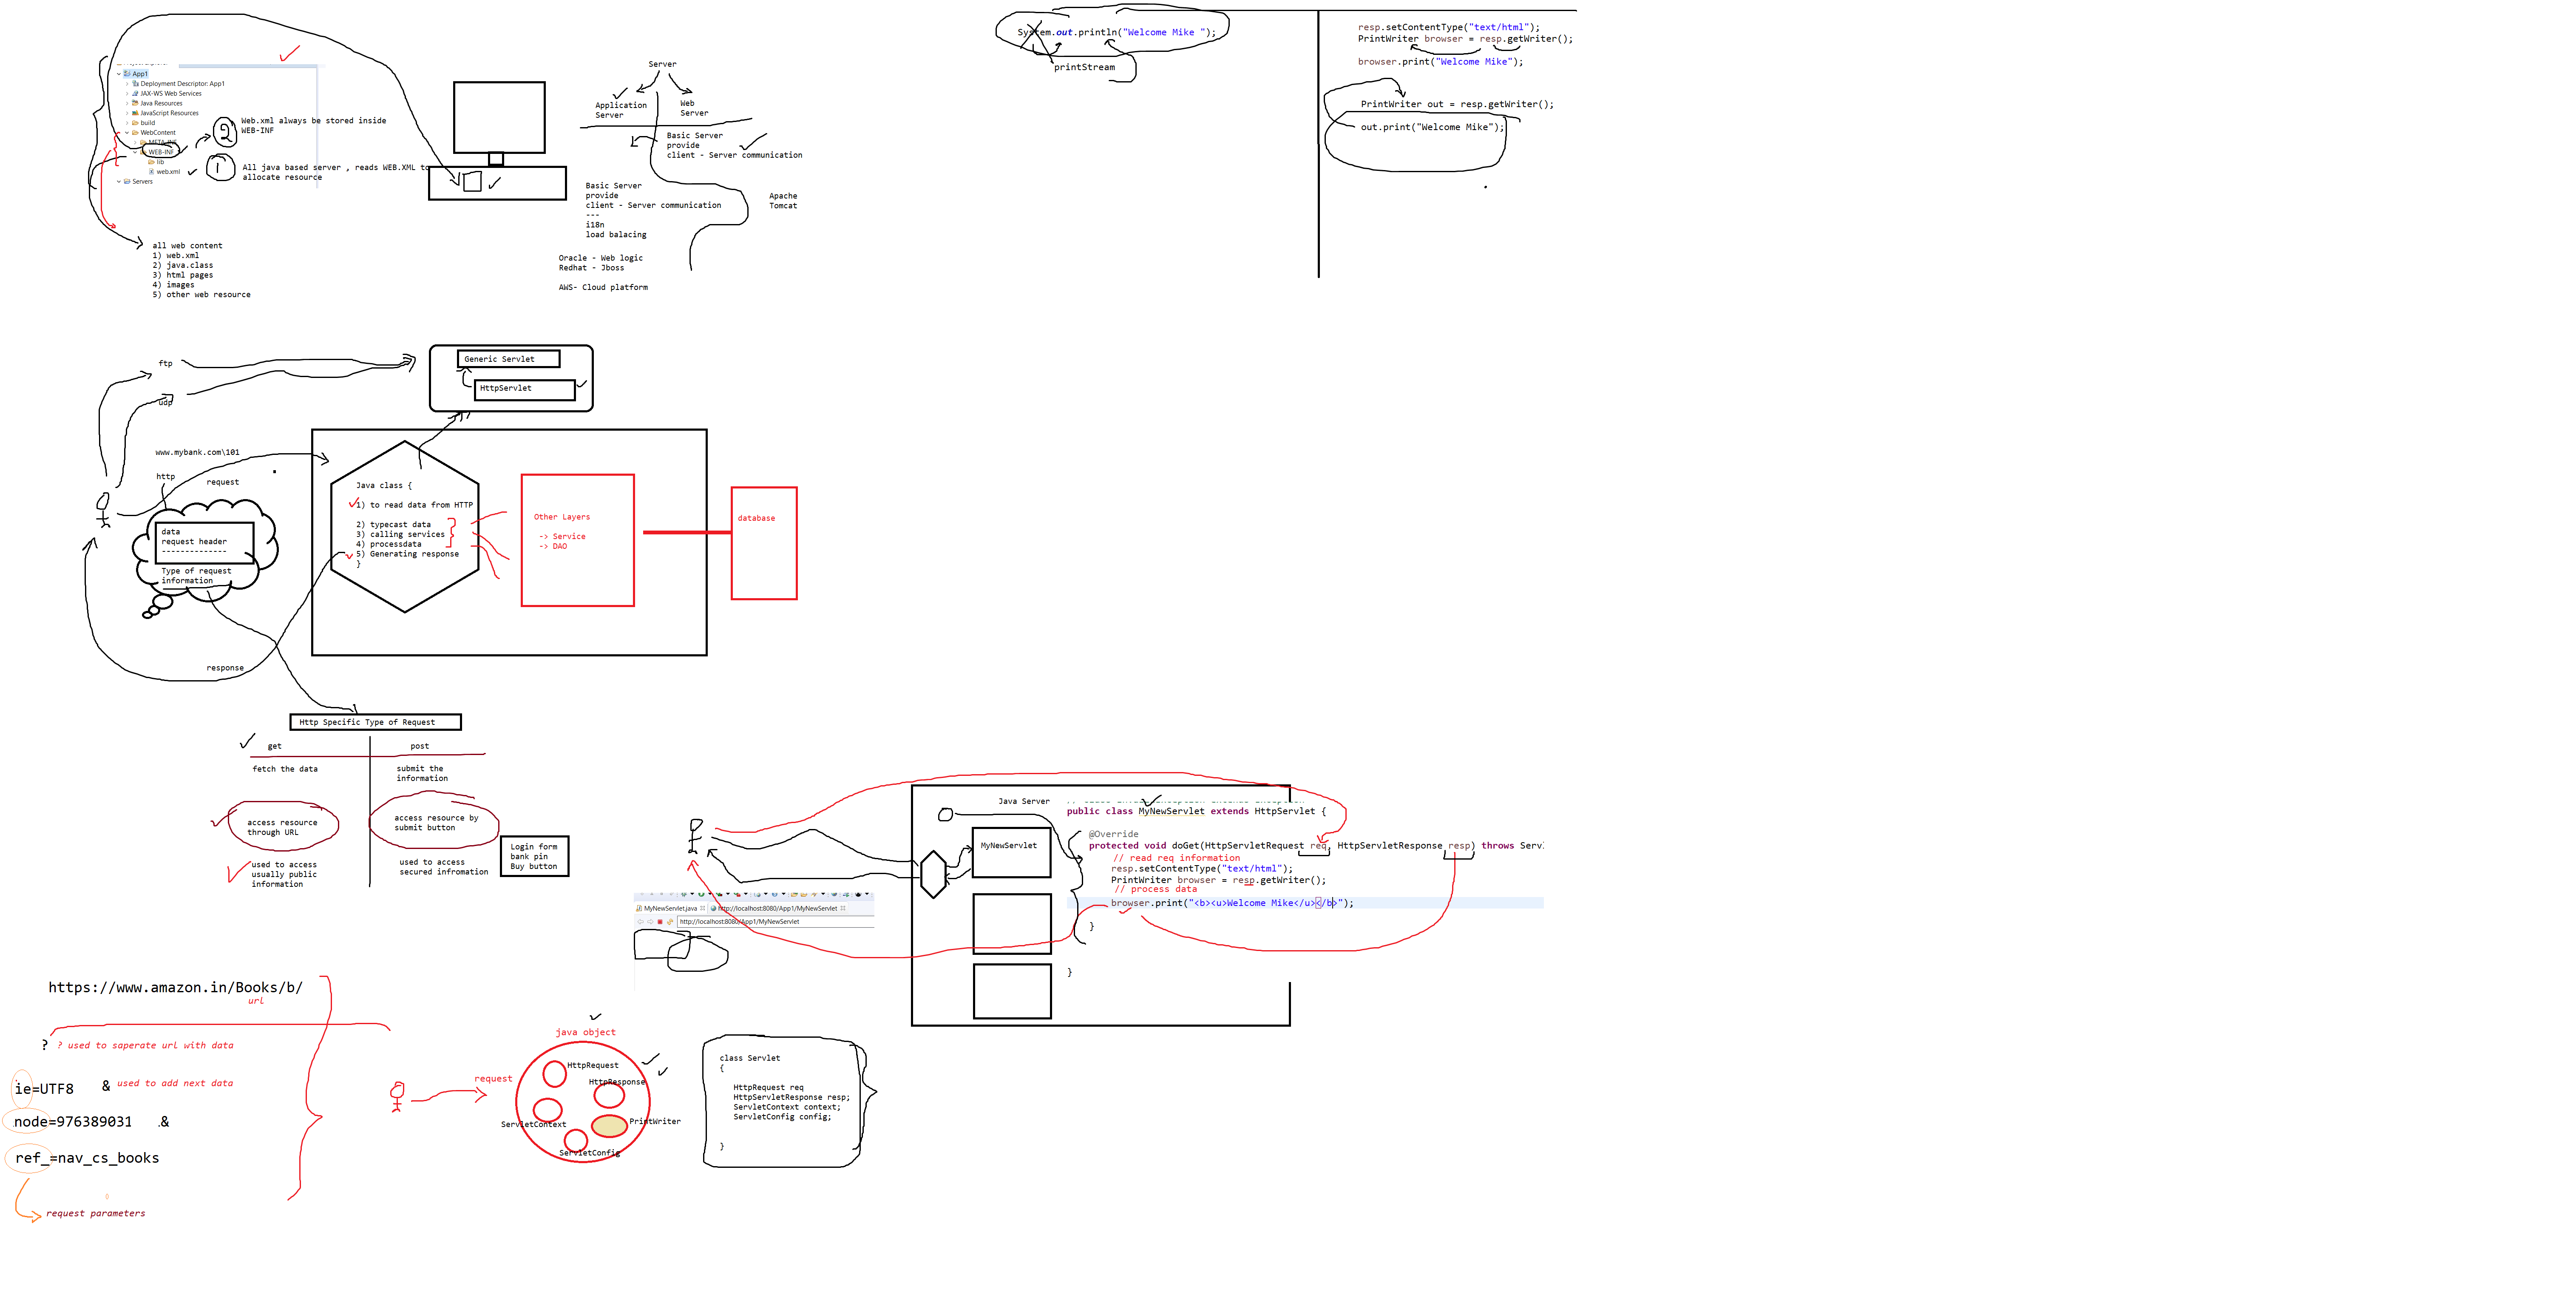 App1
Deployment Descriptor: App1
JAX-WS Web Services
Java Resources
JavaScript Resources
build
WebContent
META-INF
WEB-INF
lib
web.xml
Servers
2
Web.xml always be stored inside
WEB-INF
1
All java based server , reads WEB.XML to
allocate resource
all web content
1) web.xml
2) java.class
3) html pages
4) images
5) other web resource
Server
Application
Server
Web
Server
Basic Server
provide
client - Server communication
Basic Server
provide
client - Server communication
---
i18n
load balacing
Apache
Tomcat
Oracle - Web logic
Redhat - Jboss
AWS- Cloud platform
System.out.println("Welcome Mike ");
printStream
resp.setContentType("text/html");
PrintWriter browser = resp.getWriter();
browser.print("Welcome Mike");
PrintWriter out = resp.getWriter();
out.print("Welcome Mike");
ftp
udp
Generic Servlet
HttpServlet
www.mybank.com\101
http
request
data
request header
--------------
Type of request
information
response
Java class {
1) to read data from HTTP
2) typecast data
3) calling services
4) processdata
5) Generating response
}
Other Layers
-> Service
-> DAO
database
Http Specific Type of Request
get
post
fetch the data
submit the
information
access resource
through URL
access resource by
submit button
used to access
usually public
information
used to access
secured infromation
Login form
bank pin
Buy button
Java Server
MyNewServlet
public class MyNewServlet extends HttpServlet {
@Override
protected void doGet(HttpServletRequest req, HttpServletResponse resp) throws Serv
// read req information
resp.setContentType("text/html");
PrintWriter browser = resp.getWriter();
// process data
browser.print("<b><u>Welcome Mike</u></b>");
}
}
MyNewServlet.java
http://localhost:8080/App1/MyNewServlet
http://localhost:8080/App1/MyNewServlet
https://www.amazon.in/Books/b/
url
?
? used to saperate url with data
ie=UTF8
& used to add next data
node=976389031 &
ref_=nav_cs_books
0
request parameters
request
java object
HttpRequest
HttpResponse
ServletContext
PrintWriter
ServletConfig
class Servlet
{
HttpRequest req
HttpServletResponse resp;
ServletContext context;
ServletConfig config;
}